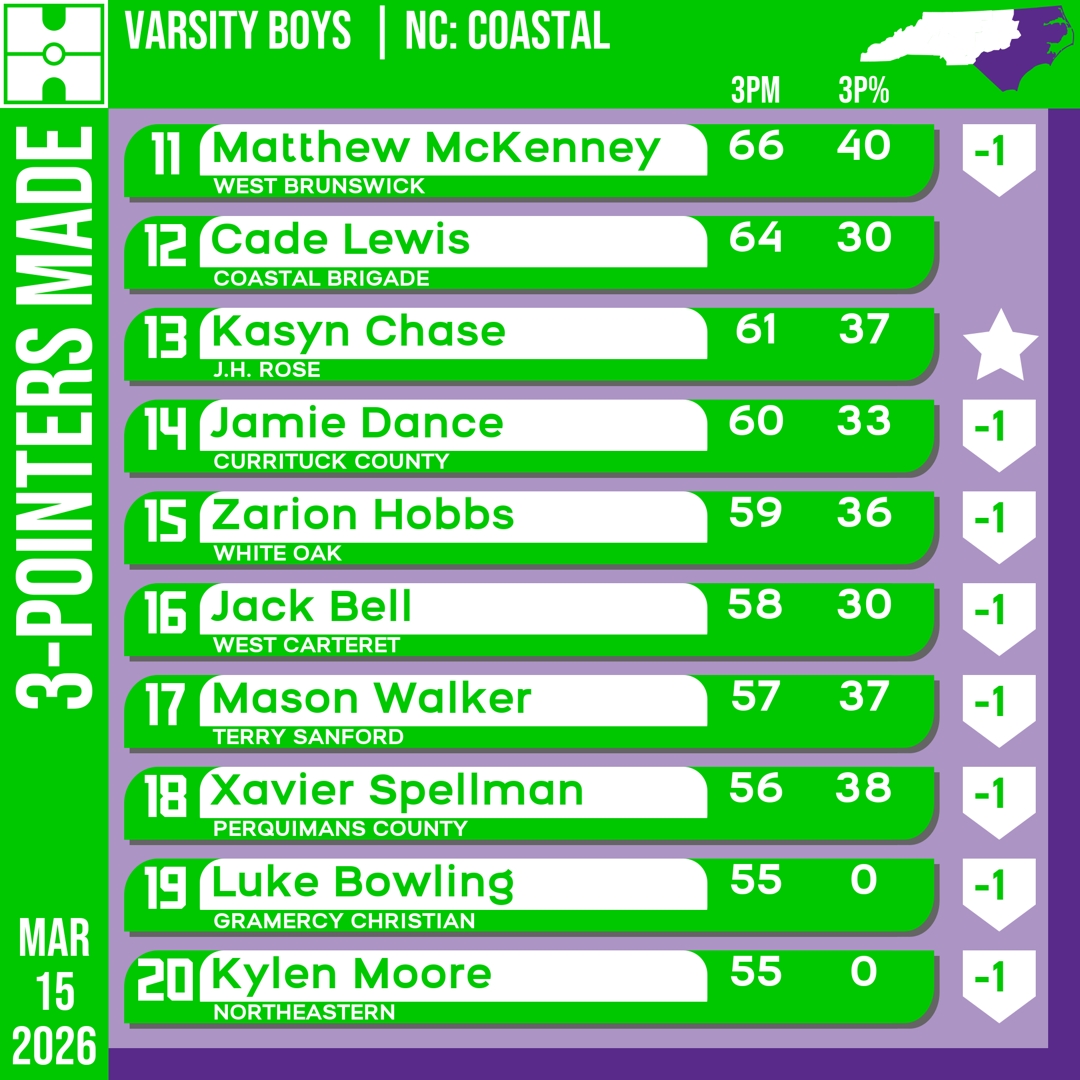 VARSITY BOYS | NC: COASTAL
3PM 3P%
3-POINTERS MADE
11 Matthew McKenney 66 40 -1
WEST BRUNSWICK
12 Cade Lewis 64 30
COASTAL BRIGADE
13 Kasyn Chase 61 37
J.H. ROSE
14 Jamie Dance 60 33 -1
CURRITUCK COUNTY
15 Zarion Hobbs 59 36 -1
WHITE OAK
16 Jack Bell 58 30 -1
WEST CARTERET
17 Mason Walker 57 37 -1
TERRY SANFORD
18 Xavier Spellman 56 38 -1
PERQUIMANS COUNTY
19 Luke Bowling 55 0 -1
GRAMERCY CHRISTIAN
20 Kylen Moore 55 0 -1
NORTHEASTERN
MAR
15
2026